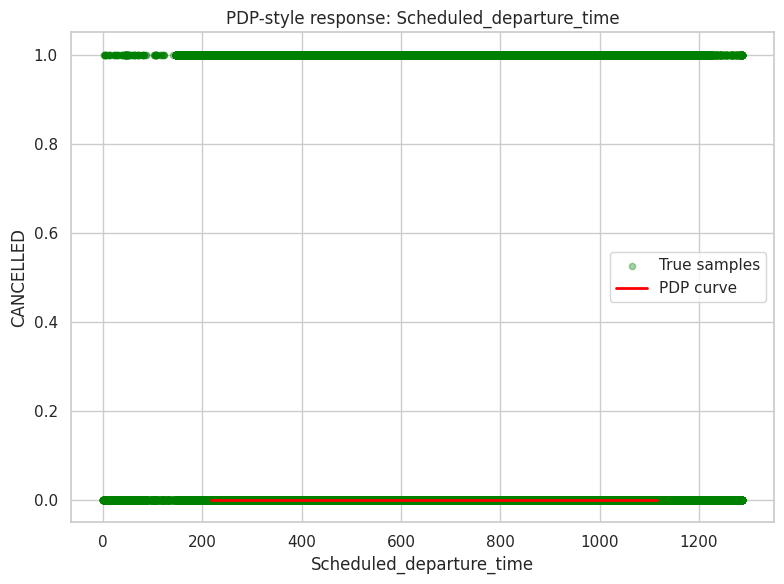 PDP-style response: Scheduled_departure_time
1.0
0.8
0.6
0.4
0.2
0.0
CANCELLED
True samples
PDP curve
0 200 400 600 800 1000 1200
Scheduled_departure_time